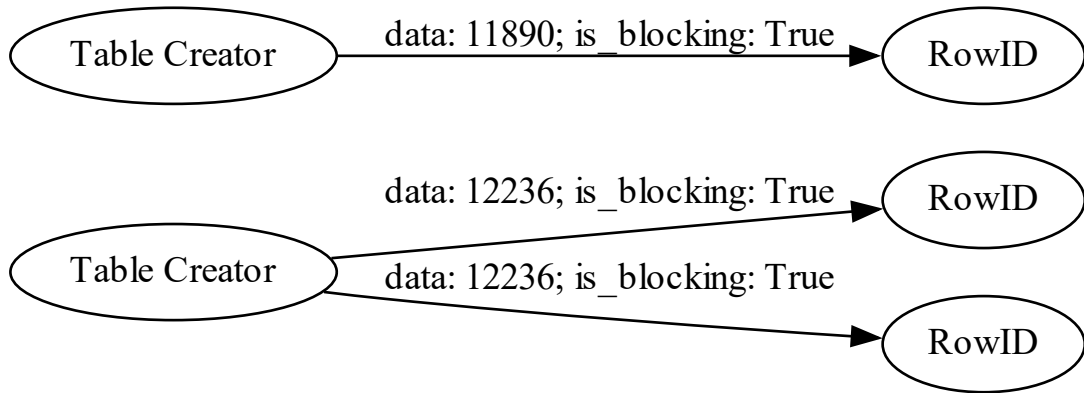 Table Creator
data: 11890; is_blocking: True
RowID
Table Creator
data: 12236; is_blocking: True
RowID
data: 12236; is_blocking: True
RowID